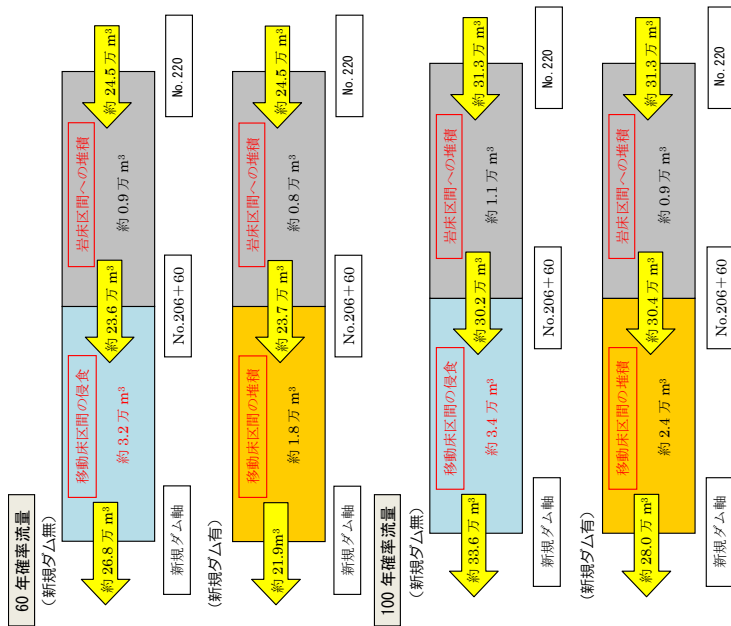 60 年確率流量
(新規ダム無)
約 26.8 万 m³
移動床区間の侵食
約 3.2 万 m³
約 23.6 万 m³
岩床区間への堆積
約 0.9 万 m³
約 24.5 万 m³
新規ダム軸
No.206＋60
No.220
(新規ダム有)
約 21.9m³
移動床区間の堆積
約 1.8 万 m³
約 23.7 万 m³
岩床区間への堆積
約 0.8 万 m³
約 24.5 万 m³
新規ダム軸
No.206＋60
No.220
100 年確率流量
(新規ダム無)
約 33.6 万 m³
移動床区間の侵食
約 3.4 万 m³
約 30.2 万 m³
岩床区間への堆積
約 1.1 万 m³
約 31.3 万 m³
新規ダム軸
No.206＋60
No.220
(新規ダム有)
約 28.0 万 m³
移動床区間の堆積
約 2.4 万 m³
約 30.4 万 m³
岩床区間への堆積
約 0.9 万 m³
約 31.3 万 m³
新規ダム軸
No.206＋60
No.220